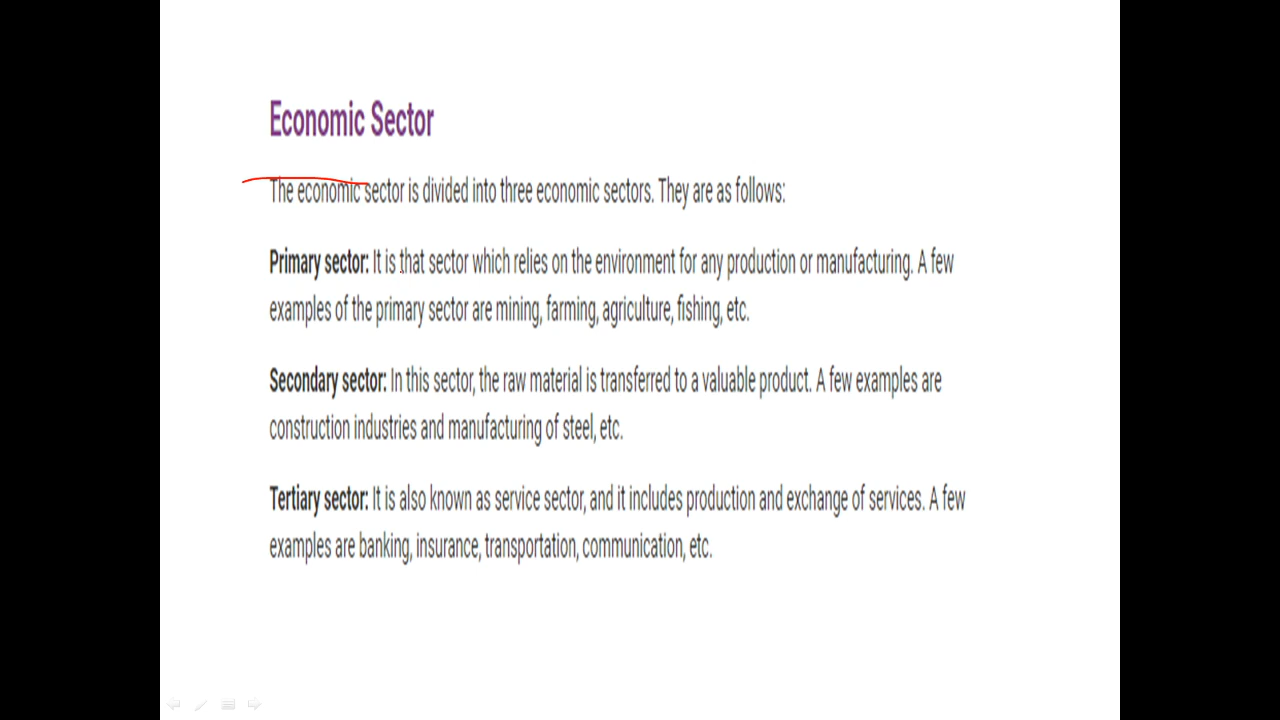 Economic Sector
The economic sector is divided into three economic sectors. They are as follows:
Primary sector: It is that sector which relies on the environment for any production or manufacturing. A few
examples of the primary sector are mining, farming, agriculture, fishing, etc.
Secondary sector: In this sector, the raw material is transferred to a valuable product. A few examples are
construction industries and manufacturing of steel, etc.
Tertiary sector: It is also known as service sector, and it includes production and exchange of services. A few
examples are banking, insurance, transportation, communication, etc.